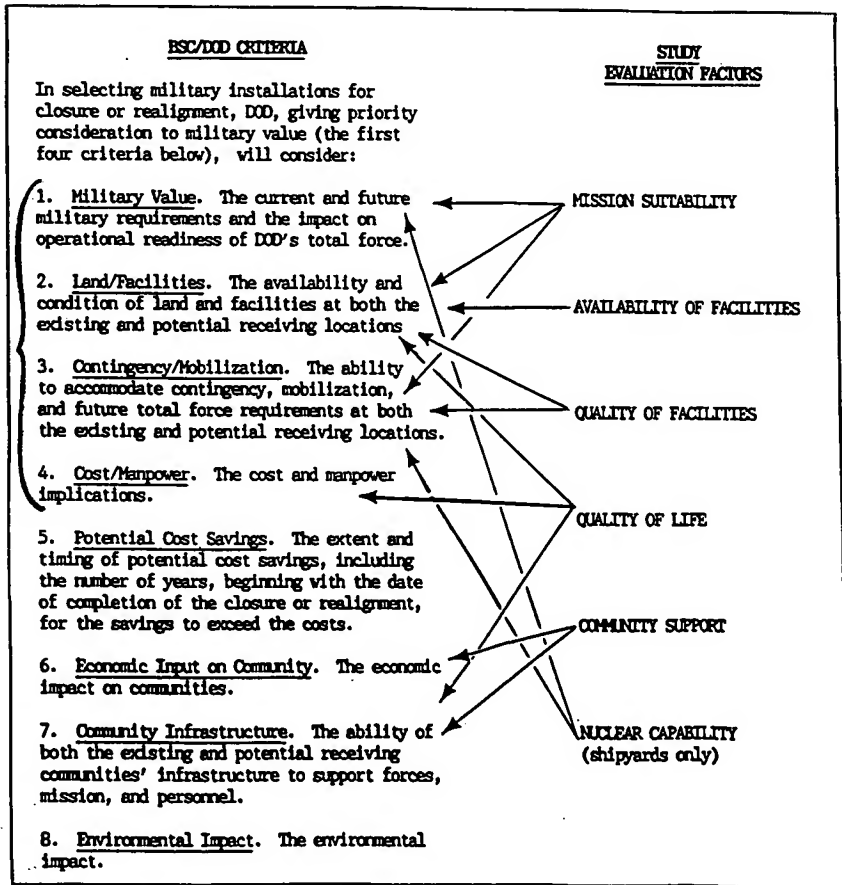 BSC/DOD CRITERIA
In selecting military installations for
closure or realignment, DOD, giving priority
consideration to military value (the first
four criteria below), will consider:
1. Military Value. The current and future
military requirements and the impact on
operational readiness of DOD's total force.
2. Land/Facilities. The availability and
condition of land and facilities at both the
existing and potential receiving locations
3. Contingency/Mobilization. The ability
to accommodate contingency, mobilization,
and future total force requirements at both
the existing and potential receiving locations.
4. Cost/Manpower. The cost and manpower
implications.
5. Potential Cost Savings. The extent and
timing of potential cost savings, including
the number of years, beginning with the date
of completion of the closure or realignment,
for the savings to exceed the costs.
6. Economic Input on Community. The economic
impact on communities.
7. Community Infrastructure. The ability of
both the existing and potential receiving
communities' infrastructure to support forces,
mission, and personnel.
8. Environmental Impact. The environmental
impact.
STUDY
EVALUATION FACTORS
MISSION SUITABILITY
AVAILABILITY OF FACILITIES
QUALITY OF FACILITIES
QUALITY OF LIFE
COMMUNITY SUPPORT
NUCLEAR CAPABILITY
(shipyards only)